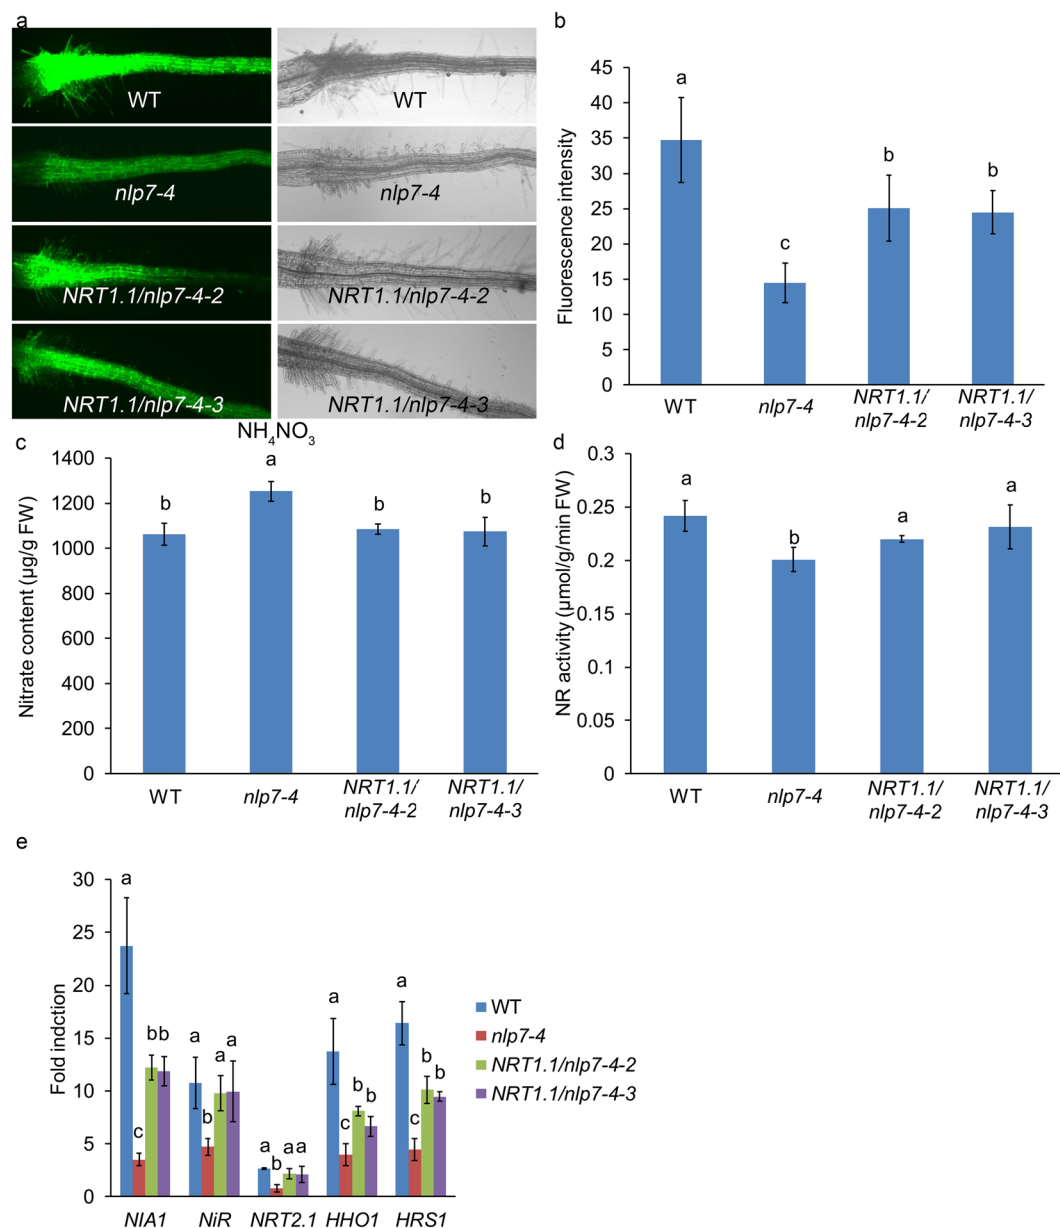 a
WT
WT
nlp7-4
nlp7-4
NRT1.1/nlp7-4-2
NRT1.1/nlp7-4-2
NRT1.1/nlp7-4-3
NRT1.1/nlp7-4-3
NH4NO3
b
Fluorescence intensity
45
40
35
30
25
20
15
10
5
0
a
c
b
b
WT
nlp7-4
NRT1.1/
nlp7-4-2
NRT1.1/
nlp7-4-3
c
Nitrate content (µg/g FW)
1400
1200
1000
800
600
400
200
0
b
a
b
b
WT
nlp7-4
NRT1.1/
nlp7-4-2
NRT1.1/
nlp7-4-3
d
NR activity (µmol/g/min FW)
0.3
0.25
0.2
0.15
0.1
0.05
0
a
b
a
a
WT
nlp7-4
NRT1.1/
nlp7-4-2
NRT1.1/
nlp7-4-3
e
Fold indction
30
25
20
15
10
5
0
a
c
bb
a
b
a
a
a
b
a
a
a
c
b
b
a
c
b
b
NIA1
NiR
NRT2.1
HHO1
HRS1
WT
nlp7-4
NRT1.1/nlp7-4-2
NRT1.1/nlp7-4-3